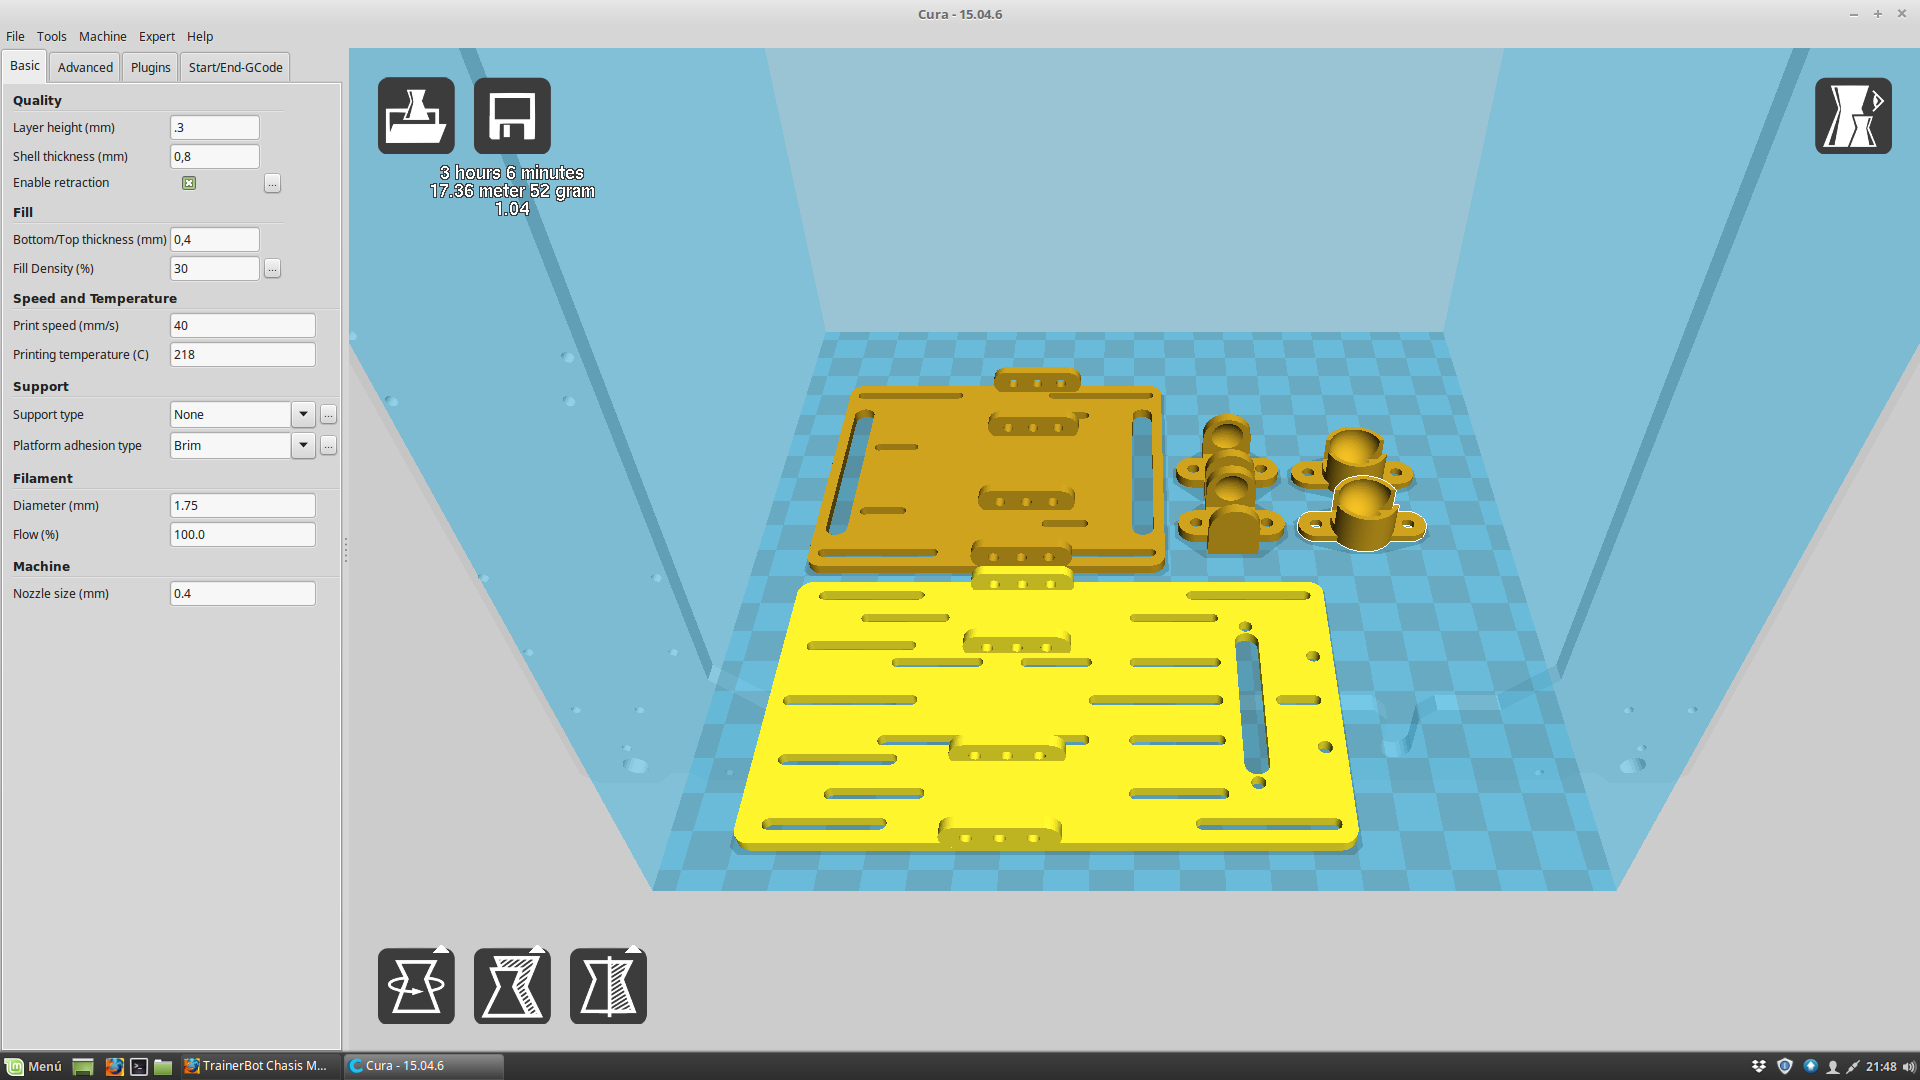 Cura - 15.04.6
File Tools Machine Expert Help
Basic Advanced Plugins Start/End-GCode
Quality
Layer height (mm) .3
Shell thickness (mm) 0,8
Enable retraction ...
Fill
Bottom/Top thickness (mm) 0,4
Fill Density (%) 30 ...
Speed and Temperature
Print speed (mm/s) 40
Printing temperature (C) 218
Support
Support type None ...
Platform adhesion type Brim ...
Filament
Diameter (mm) 1.75
Flow (%) 100.0
Machine
Nozzle size (mm) 0.4
3 hours 6 minutes
17.36 meter 52 gram
1.04
Menú TrainerBot Chasis M... Cura - 15.04.6 21:48